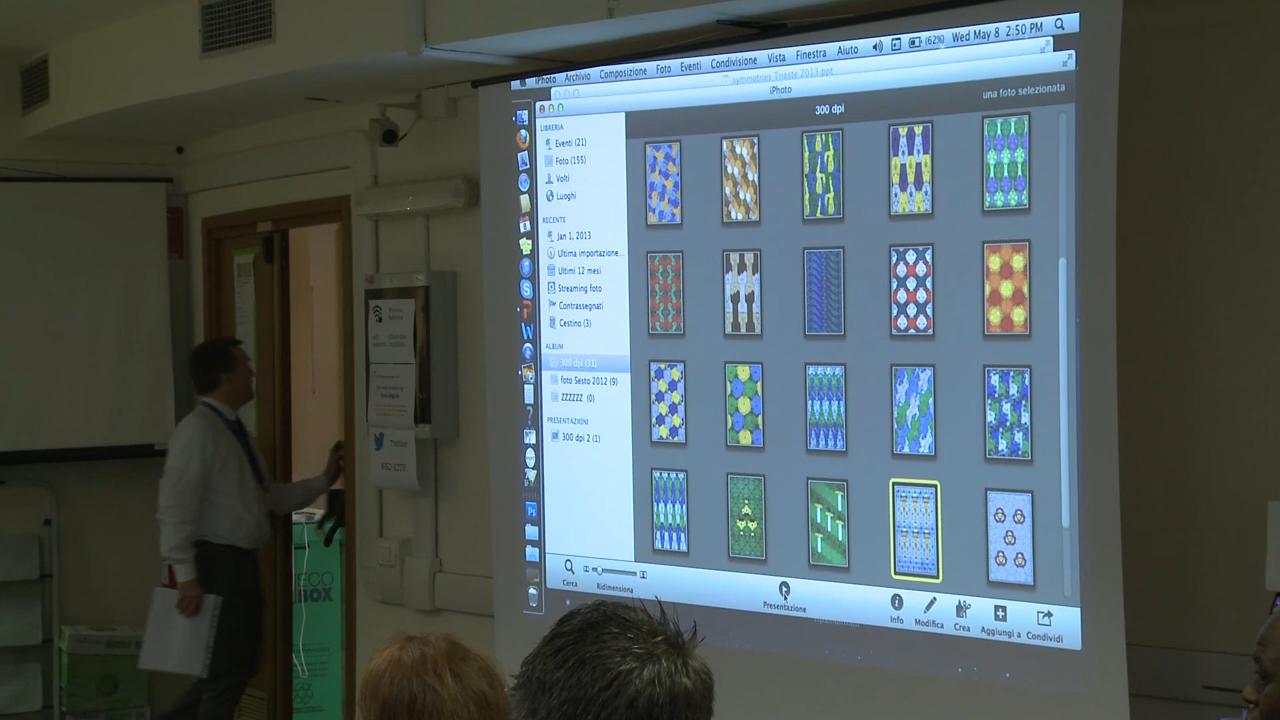 iPhoto Archivio Composizione Foto Eventi Condivisione Vista Finestra Aiuto (62%) Wed May 8 2:50 PM
symmetries Trieste 2013.ppt
iPhoto
300 dpi
una foto selezionata
LIBRERIA
Eventi (21)
Foto (155)
Volti
Luoghi
RECENTE
Jan 1, 2013
Ultima importazione...
Ultimi 12 mesi
Streaming foto
Contrassegnati
Cestino (3)
ALBUM
300 dpi (31)
foto Sesto 2012 (9)
ZZZZZZ (0)
PRESENTAZIONI
300 dpi 2 (1)
Cerca
Ridimensiona
Presentazione
Info
Modifica
Crea
Aggiungi a
Condividi
Twitter
ECO
BOX
Ps